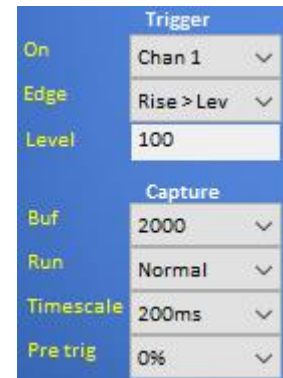 Trigger
On Chan 1
Edge Rise > Lev
Level 100
Capture
Buf 2000
Run Normal
Timescale 200ms
Pre trig 0%